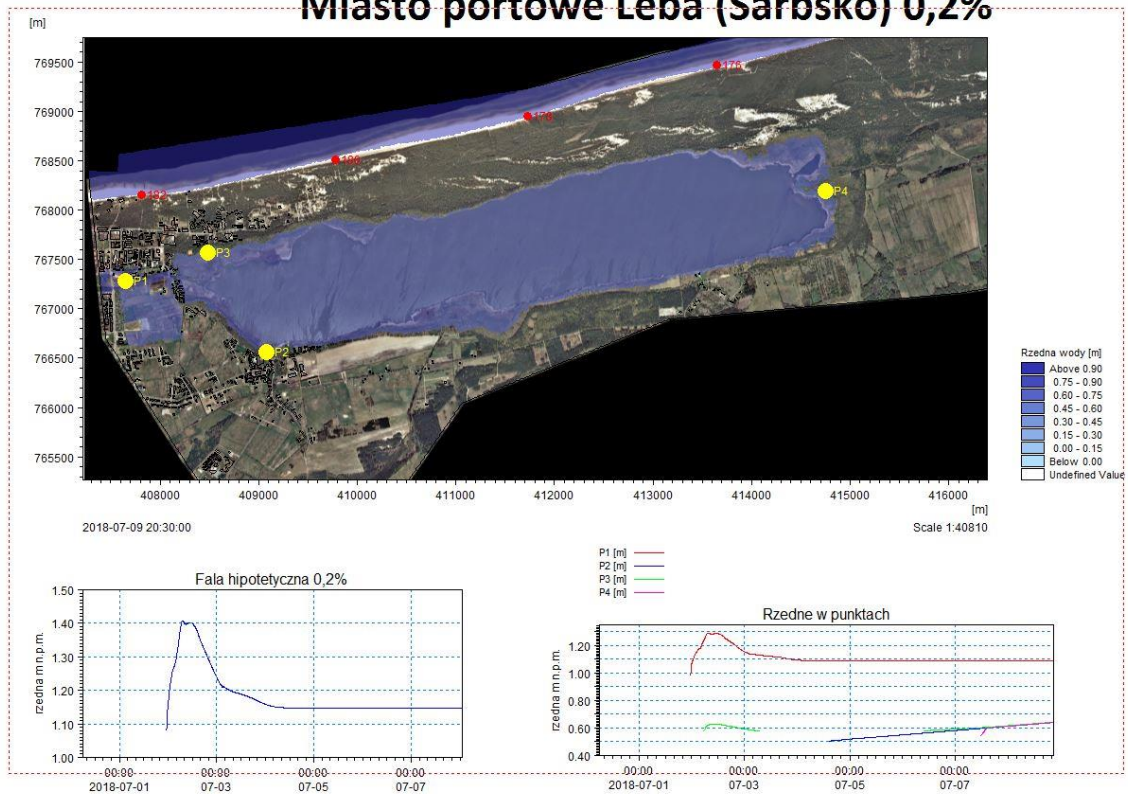 Miasto portowe Łeba (Sarbsko) 0,2%
[m]
769500
769000
768500
768000
767500
767000
766500
766000
765500
176
178
180
182
P4
P3
P1
P2
408000 409000 410000 411000 412000 413000 414000 415000 416000
[m]
2018-07-09 20:30:00
Scale 1:40810
Rzedna wody [m]
Above 0.90
0.75 - 0.90
0.60 - 0.75
0.45 - 0.60
0.30 - 0.45
0.15 - 0.30
0.00 - 0.15
Below 0.00
Undefined Value
Fala hipotetyczna 0,2%
rzedna m n.p.m.
1.50
1.40
1.30
1.20
1.10
1.00
00:00 00:00 00:00 00:00
2018-07-01 07-03 07-05 07-07
P1 [m]
P2 [m]
P3 [m]
P4 [m]
Rzedne w punktach
rzedna m n.p.m.
1.20
1.00
0.80
0.60
0.40
00:00 00:00 00:00 00:00
2018-07-01 07-03 07-05 07-07